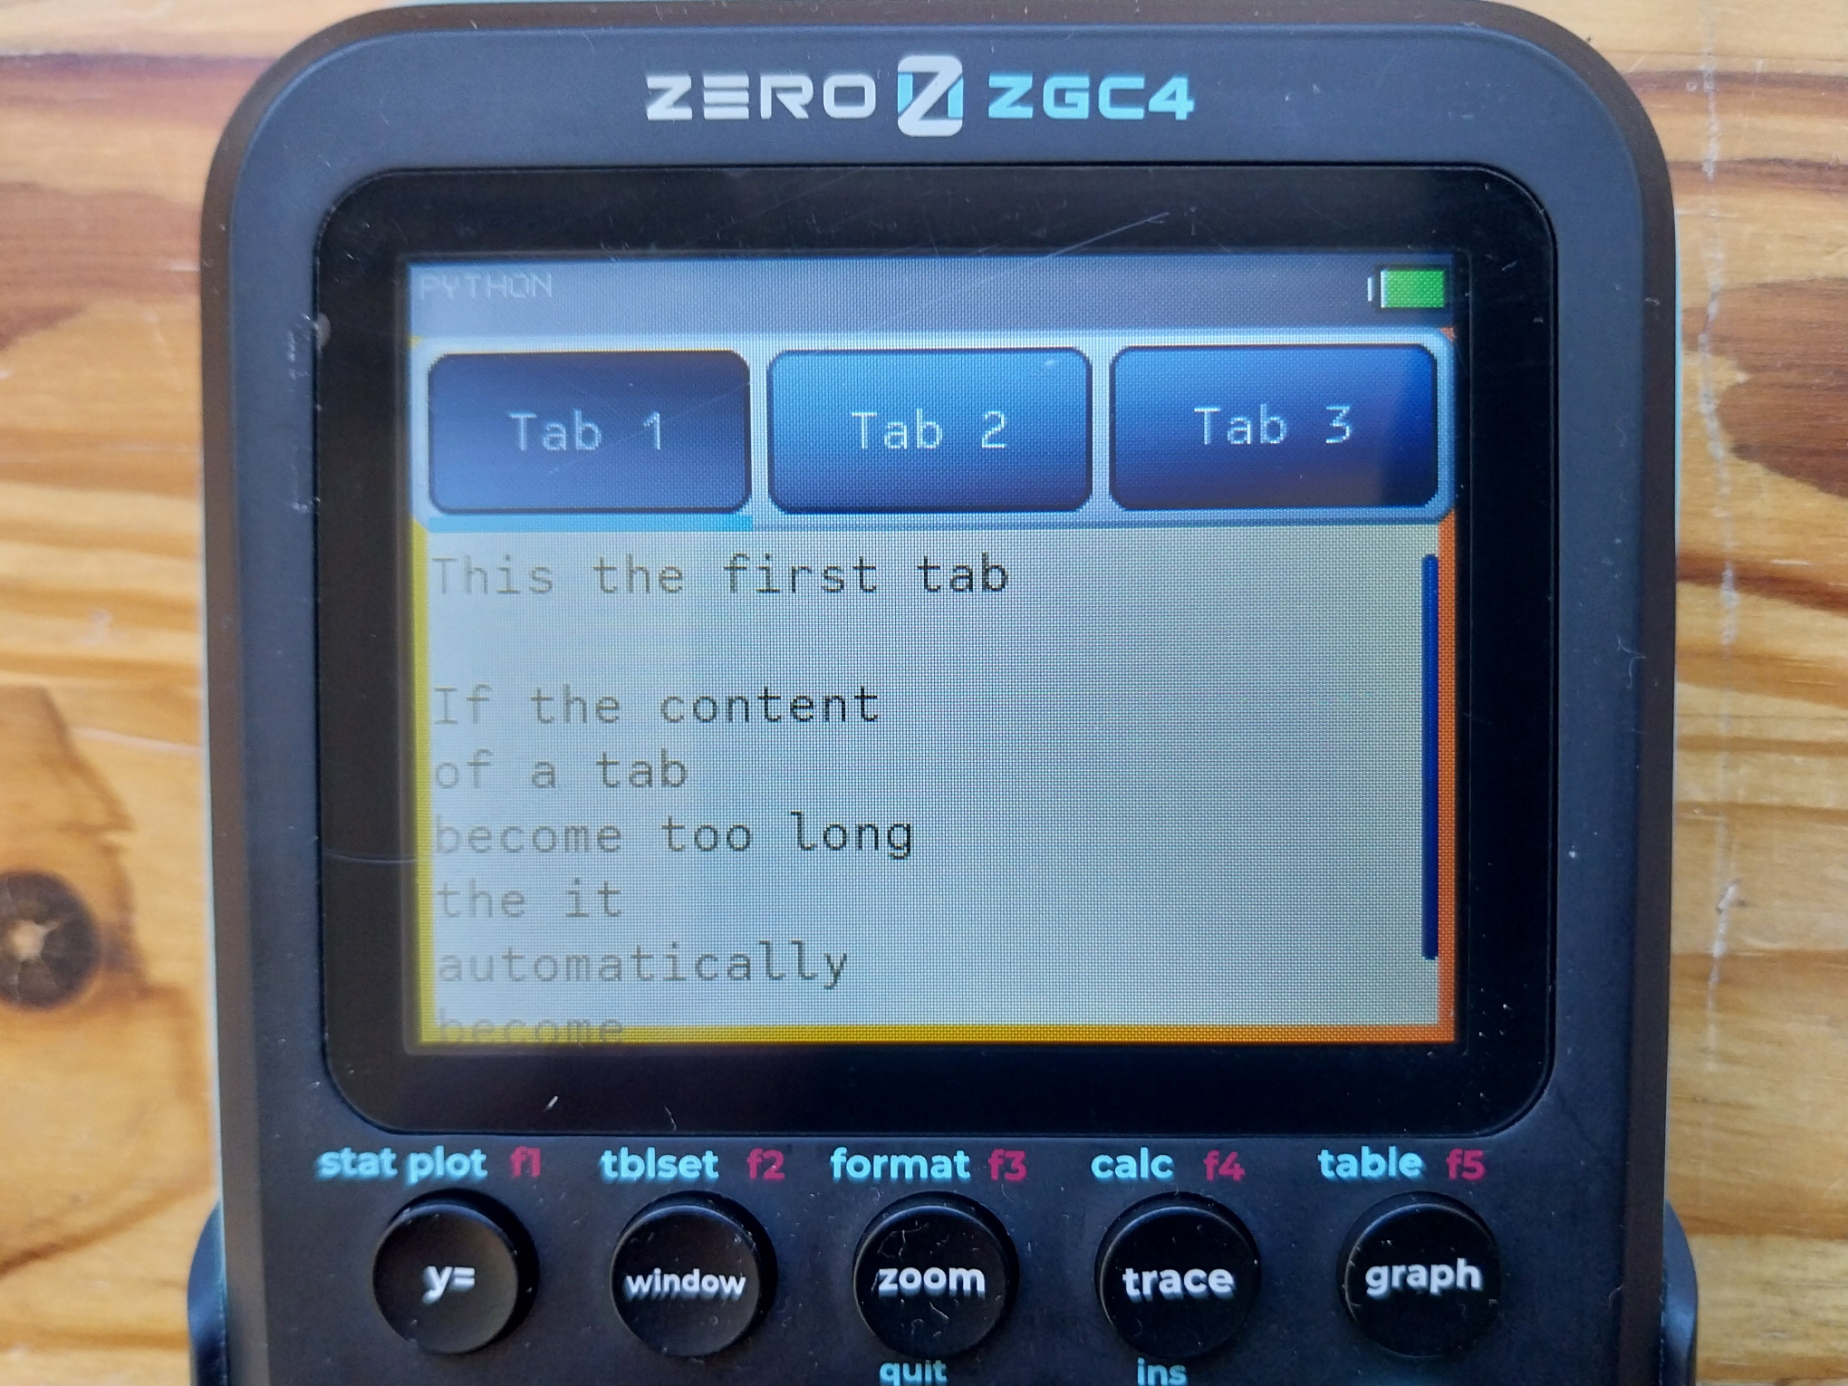 ZERO Z ZGC4
PYTHON
Tab 1 Tab 2 Tab 3
This the first tab
If the content
of a tab
become too long
the it
automatically
become
stat plot f1 tblset f2 format f3 calc f4 table f5
y= window zoom trace graph
quit ins